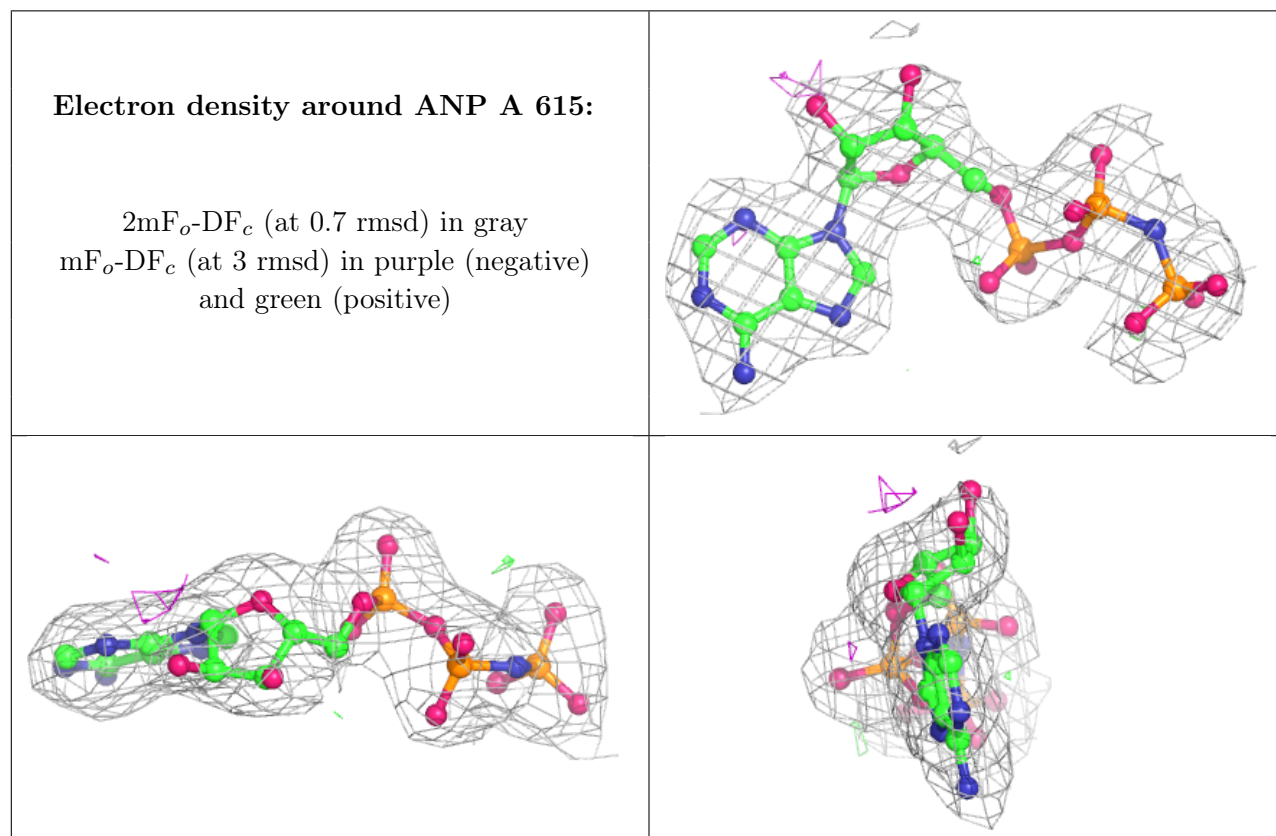 Electron density around ANP A 615:
2mFo-DFc (at 0.7 rmsd) in gray
mFo-DFc (at 3 rmsd) in purple (negative)
and green (positive)